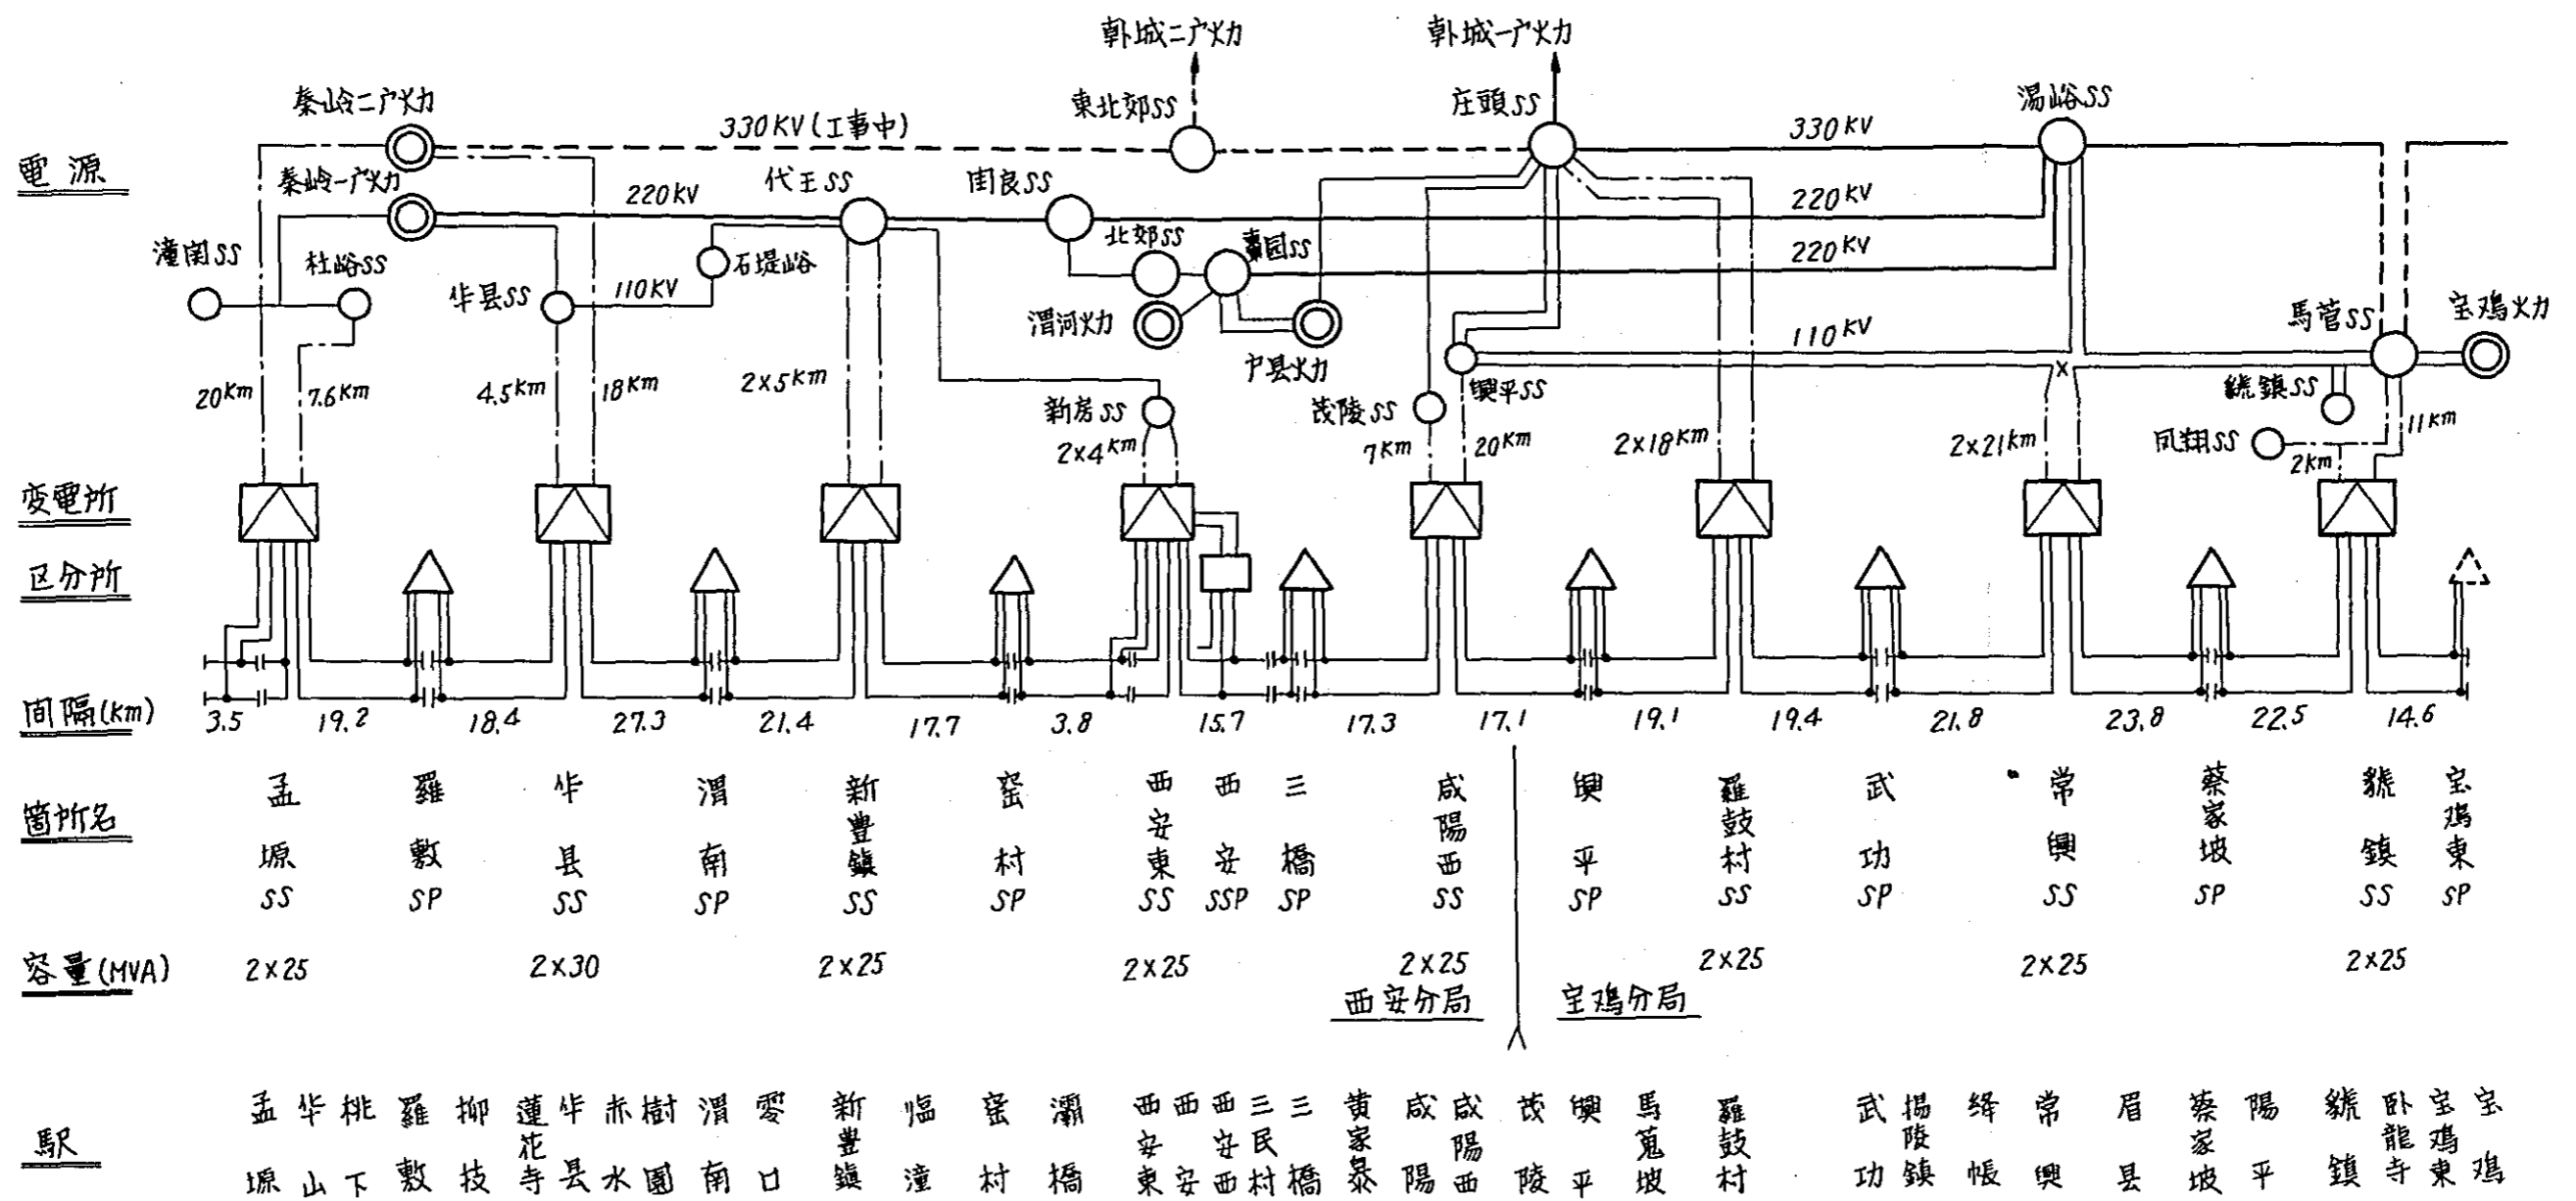 韩城二厂火力 韩城一厂火力
秦岭二厂火力 330KV(工事中) 東北郊SS 庄頭SS 330KV 湯峪SS
電源
秦岭一厂火力 220KV 代王SS 閻良SS 220KV
潼関SS 杜峪SS 石堤峪 北郊SS 棗园SS 220KV
华县SS 110KV 渭河火力 户县火力 110KV 馬营SS 宝鳮火力
20Km 7.6Km 4.5Km 18Km 2×5Km 新房SS 茂陵SS 興平SS 虢鎮SS
2×4Km 7Km 20Km 2×18Km 2×21Km 凤翔SS 2Km 11Km
変電所
区分所
间隔(Km)
3.5 19.2 18.4 27.3 21.4 17.7 3.8 15.7 17.3 17.1 19.1 19.4 21.8 23.8 22.5 14.6
箇所名
孟塬SS 羅敷SP 华县SS 渭南SP 新豊鎮SS 窑村SP 西安東SS 西安SSP 三橋SP 咸陽西SS 興平SP 羅鼓村SS 武功SP 常興SS 蔡家坡SP 虢鎮SS 宝鳮東SP
容量(MVA) 2×25 2×30 2×25 2×25 2×25 2×25 2×25 2×25
西安分局 宝鳮分局
駅
孟塬 华山 桃下 羅敷 柳技 蓮花寺 华县 赤水 樹園 渭南 零口 新豊鎮 临潼 窑村 灞橋 西安東 西安 西安西 三民村 三橋 黄家寨 咸陽 咸陽西 茂陵 興平 馬嵬坡 羅鼓村 武功 揚陵鎮 绛帳 常興 眉县 蔡家坡 陽平 虢鎮 卧龍寺 宝鳮東 宝鳮